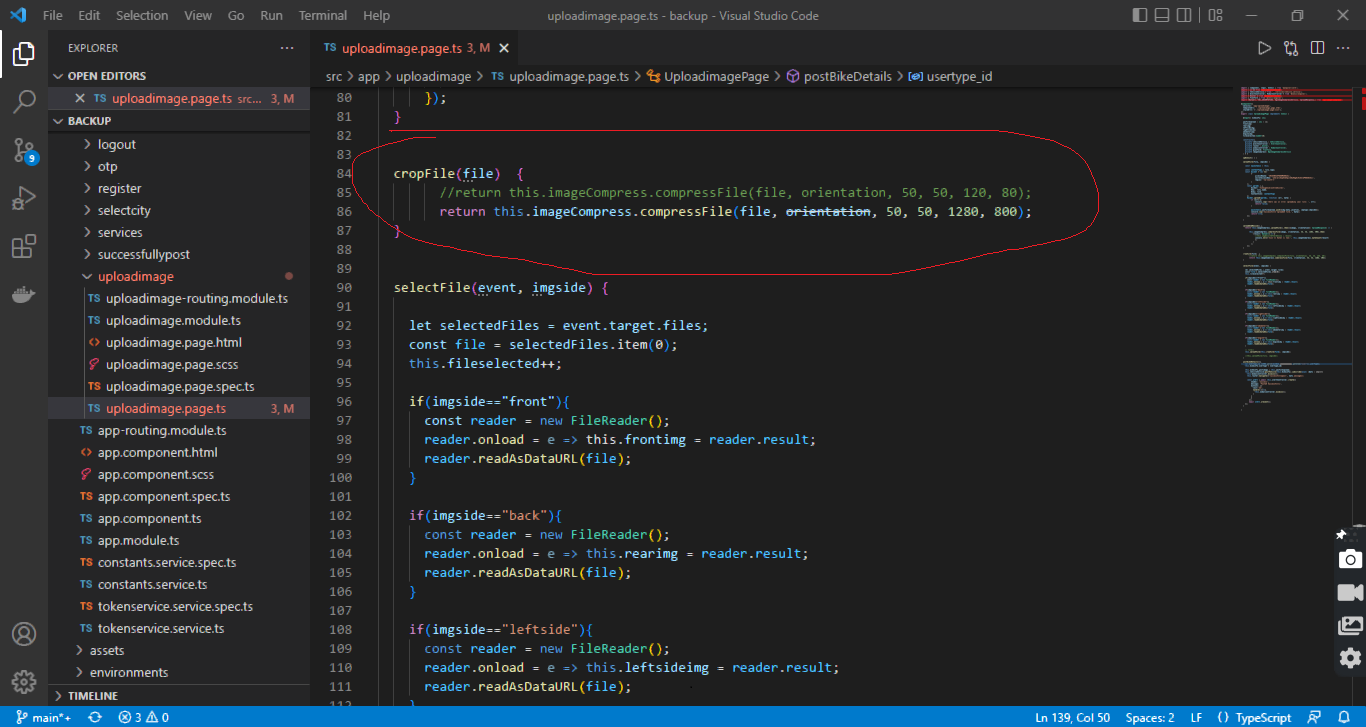 File Edit Selection View Go Run Terminal Help
uploadimage.page.ts - backup - Visual Studio Code
EXPLORER
OPEN EDITORS
TS uploadimage.page.ts src... 3, M
BACKUP
logout
otp
register
selectcity
services
successfullypost
uploadimage
TS uploadimage-routing.module.ts
TS uploadimage.module.ts
uploadimage.page.html
uploadimage.page.scss
TS uploadimage.page.spec.ts
TS uploadimage.page.ts 3, M
TS app-routing.module.ts
app.component.html
app.component.scss
TS app.component.spec.ts
TS app.component.ts
TS app.module.ts
TS constants.service.spec.ts
TS constants.service.ts
TS tokenservice.service.spec.ts
TS tokenservice.service.ts
assets
environments
TIMELINE
9
TS uploadimage.page.ts 3, M
src > app > uploadimage > TS uploadimage.page.ts > UploadimagePage > postBikeDetails > usertype_id
80 });
81 }
82
83
84 cropFile(file) {
85 //return this.imageCompress.compressFile(file, orientation, 50, 50, 120, 80);
86 return this.imageCompress.compressFile(file, orientation, 50, 50, 1280, 800);
87 }
88
89
90 selectFile(event, imgside) {
91
92 let selectedFiles = event.target.files;
93 const file = selectedFiles.item(0);
94 this.fileselected++;
95
96 if(imgside=="front"){
97 const reader = new FileReader();
98 reader.onload = e => this.frontimg = reader.result;
99 reader.readAsDataURL(file);
100 }
101
102 if(imgside=="back"){
103 const reader = new FileReader();
104 reader.onload = e => this.rearimg = reader.result;
105 reader.readAsDataURL(file);
106 }
107
108 if(imgside=="leftside"){
109 const reader = new FileReader();
110 reader.onload = e => this.leftsideimg = reader.result;
111 reader.readAsDataURL(file);
112 }
main*+ 3 0
Ln 139, Col 50 Spaces: 2 LF {} TypeScript